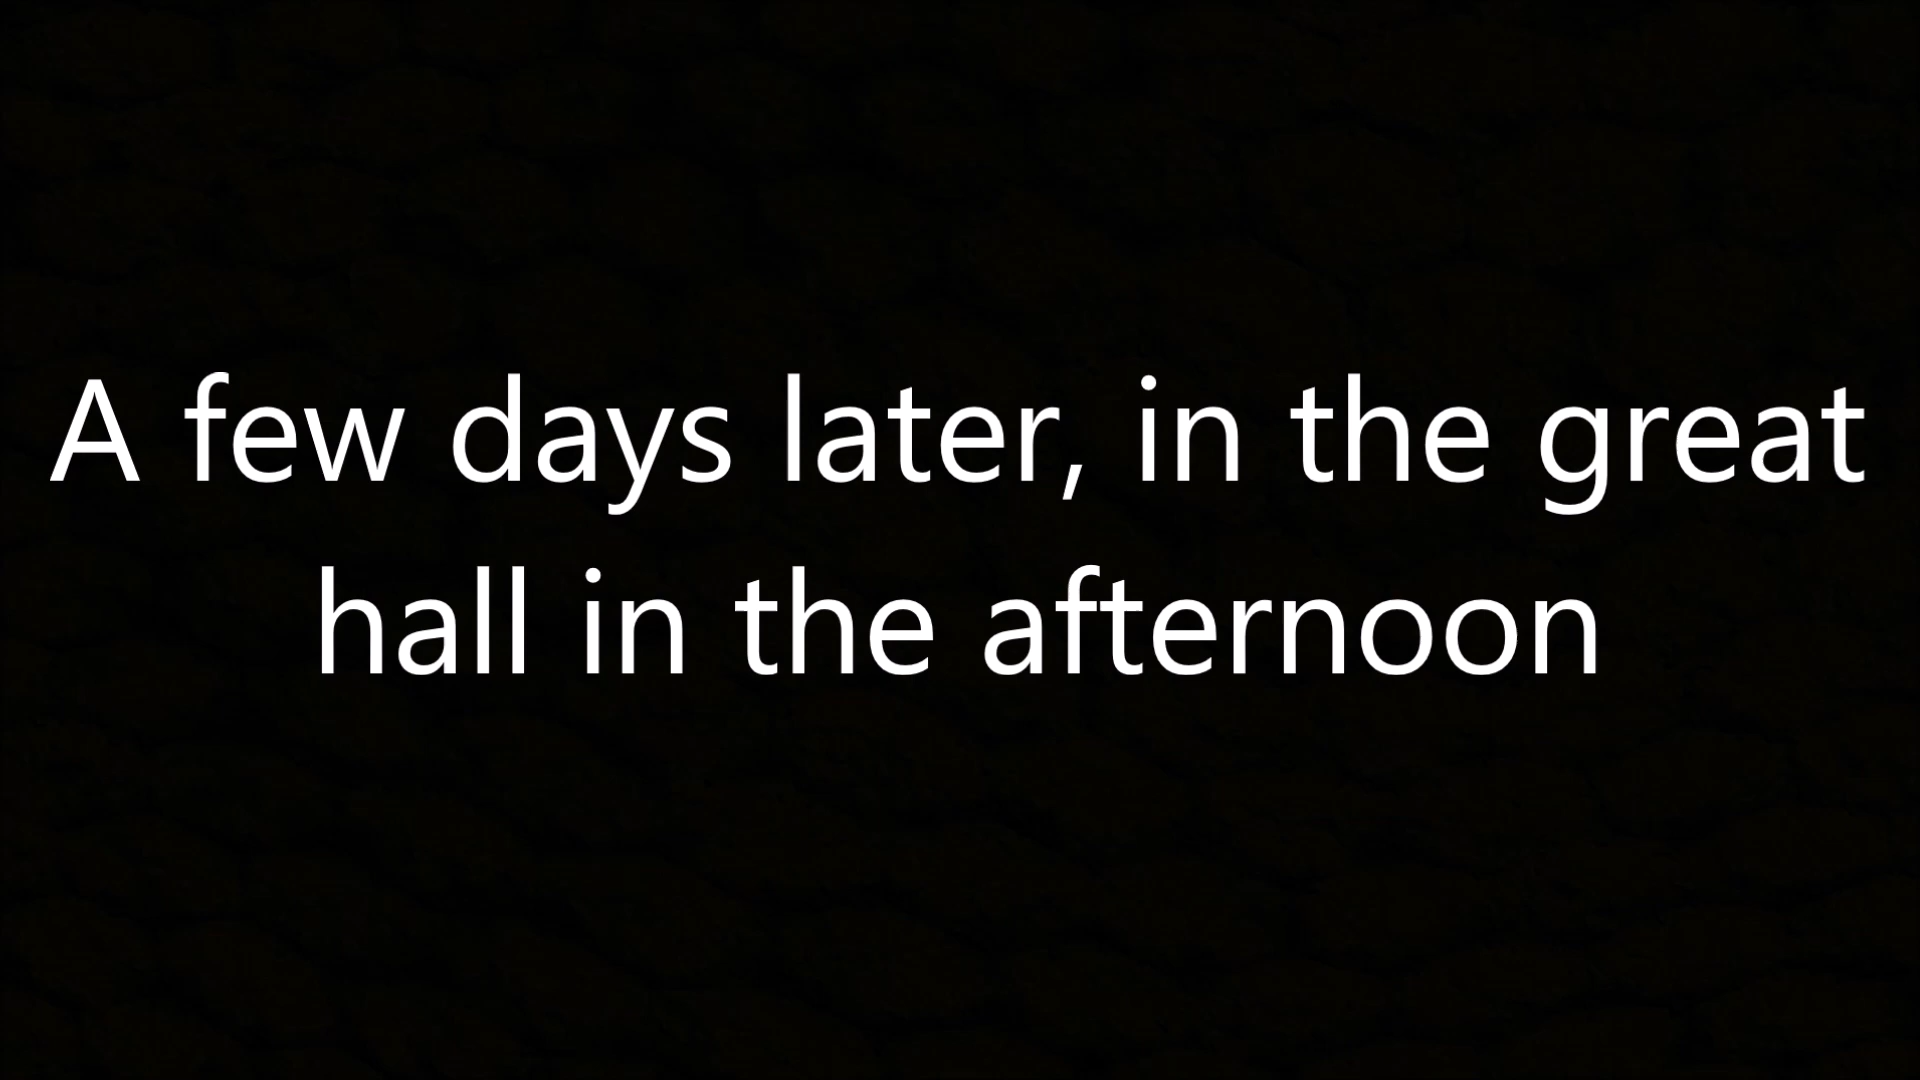 A few days later, in the great
hall in the afternoon